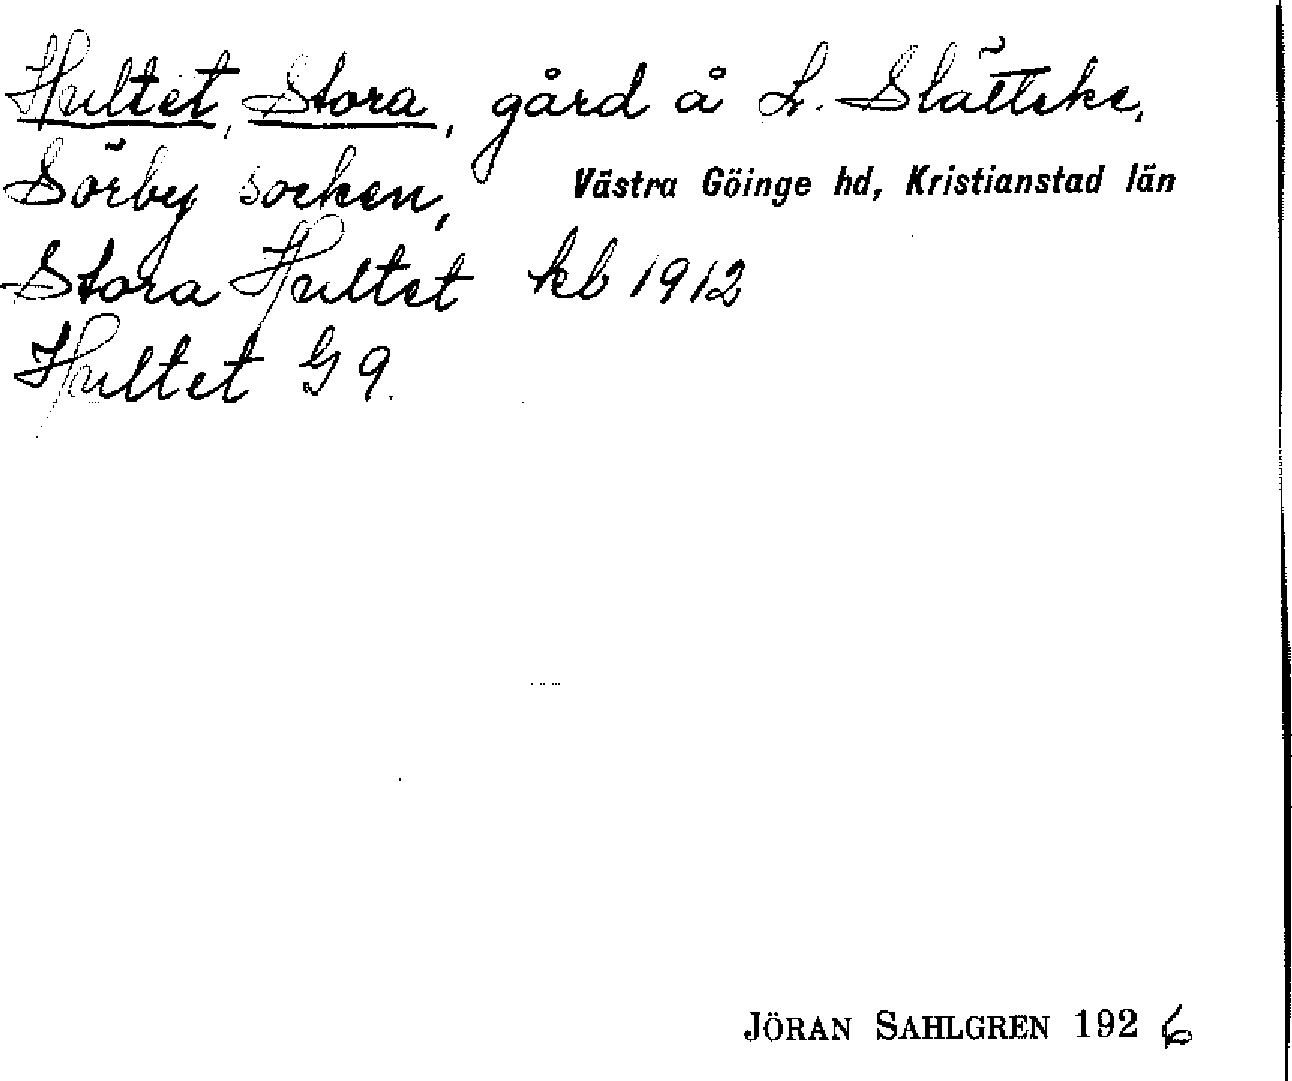 Hultet, Stora, gård å L. Slätteke,
Sörby socken, Västra Göinge hd, Kristianstad län
Stora Hultet kb 1912
Hultet G 9.
JÖRAN SAHLGREN 1926